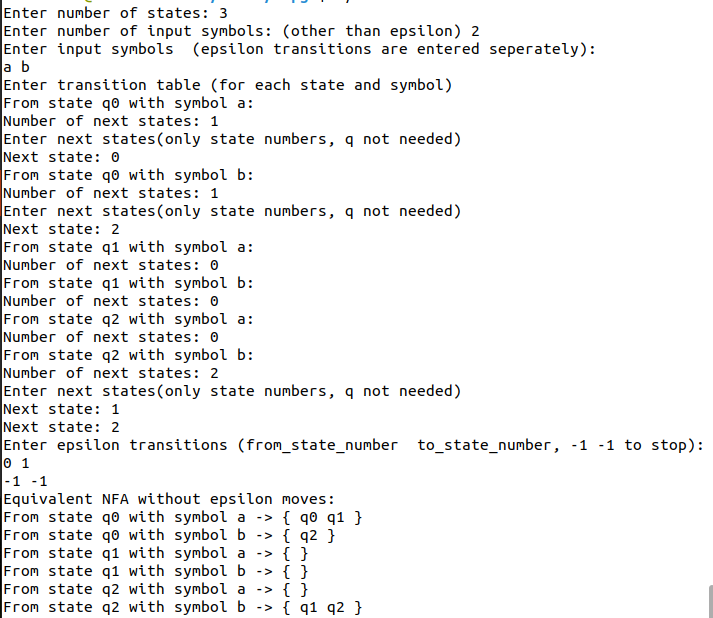 Enter number of states: 3
Enter number of input symbols: (other than epsilon) 2
Enter input symbols  (epsilon transitions are entered seperately):
a b
Enter transition table (for each state and symbol)
From state q0 with symbol a:
Number of next states: 1
Enter next states(only state numbers, q not needed)
Next state: 0
From state q0 with symbol b:
Number of next states: 1
Enter next states(only state numbers, q not needed)
Next state: 2
From state q1 with symbol a:
Number of next states: 0
From state q1 with symbol b:
Number of next states: 0
From state q2 with symbol a:
Number of next states: 0
From state q2 with symbol b:
Number of next states: 2
Enter next states(only state numbers, q not needed)
Next state: 1
Next state: 2
Enter epsilon transitions (from_state_number  to_state_number, -1 -1 to stop):
0 1
-1 -1
Equivalent NFA without epsilon moves:
From state q0 with symbol a -> { q0 q1 }
From state q0 with symbol b -> { q2 }
From state q1 with symbol a -> { }
From state q1 with symbol b -> { }
From state q2 with symbol a -> { }
From state q2 with symbol b -> { q1 q2 }